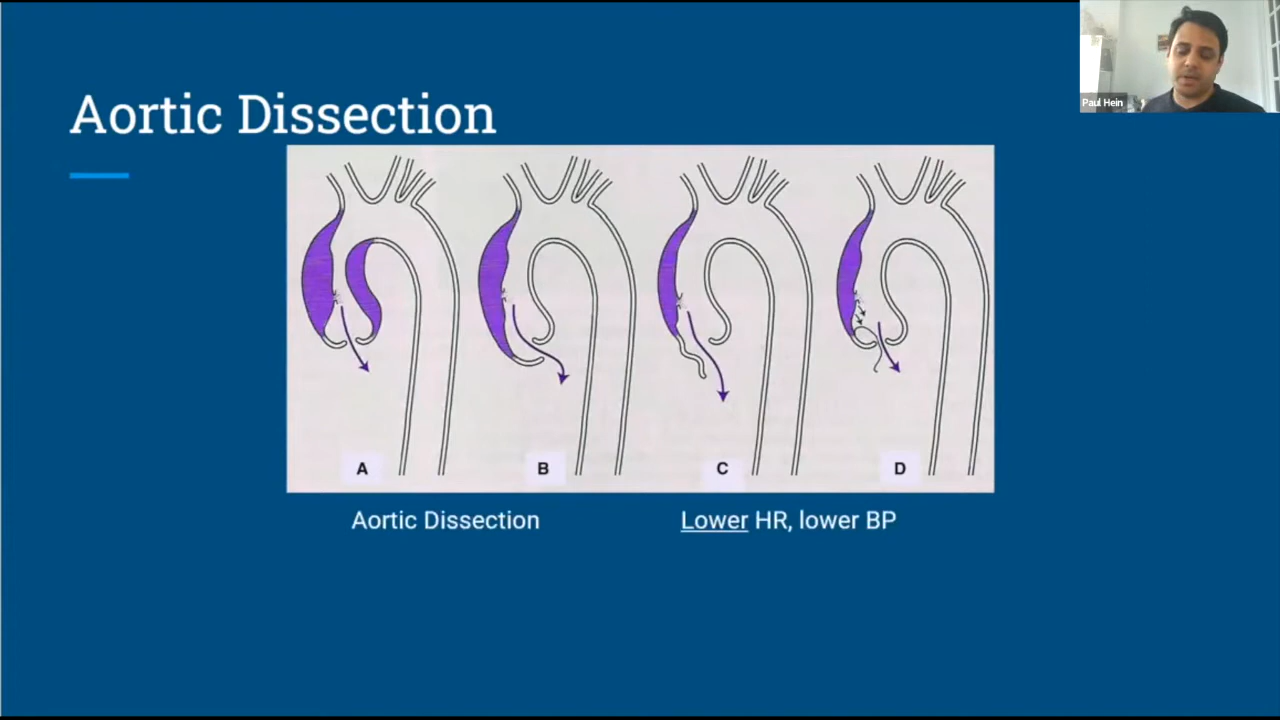 Aortic Dissection
Paul Hein
A
B
C
D
Aortic Dissection
Lower HR, lower BP